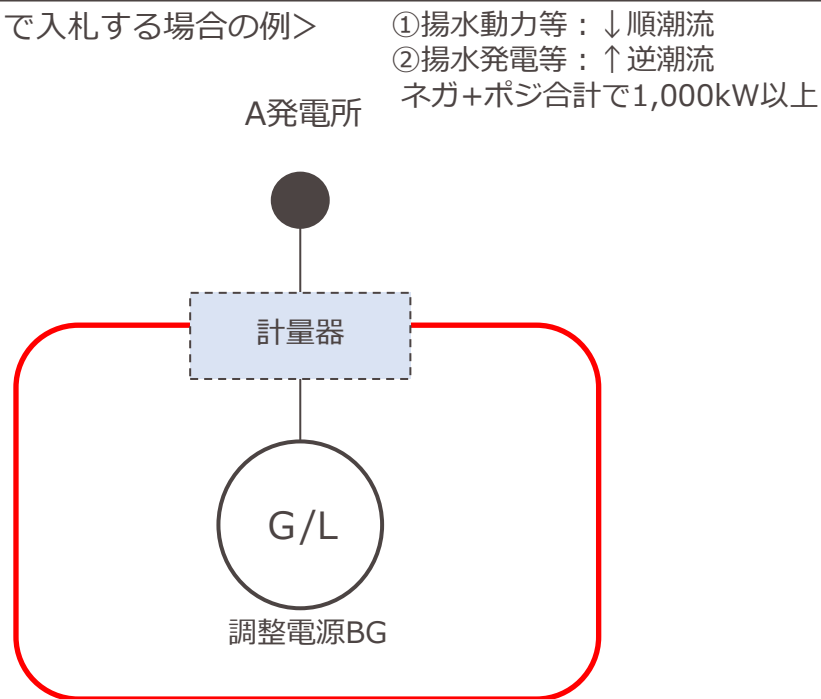 で入札する場合の例>
①揚水動力等：↓順潮流
②揚水発電等：↑逆潮流
ネガ+ポジ合計で1,000kW以上
A発電所
計量器
G/L
調整電源BG